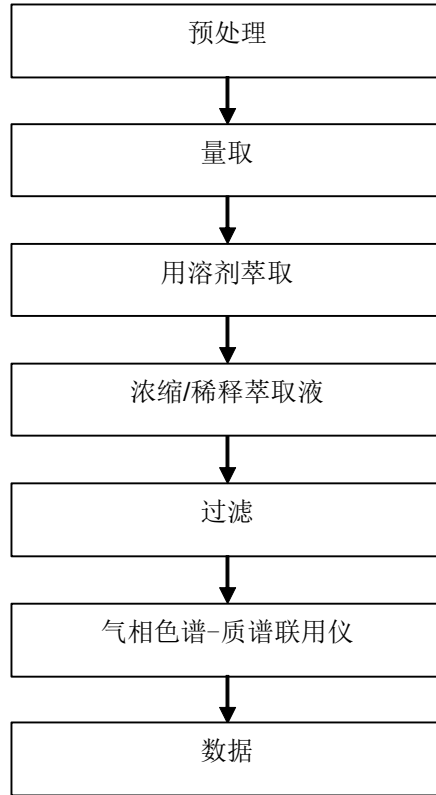 预处理
量取
用溶剂萃取
浓缩/稀释萃取液
过滤
气相色谱-质谱联用仪
数据